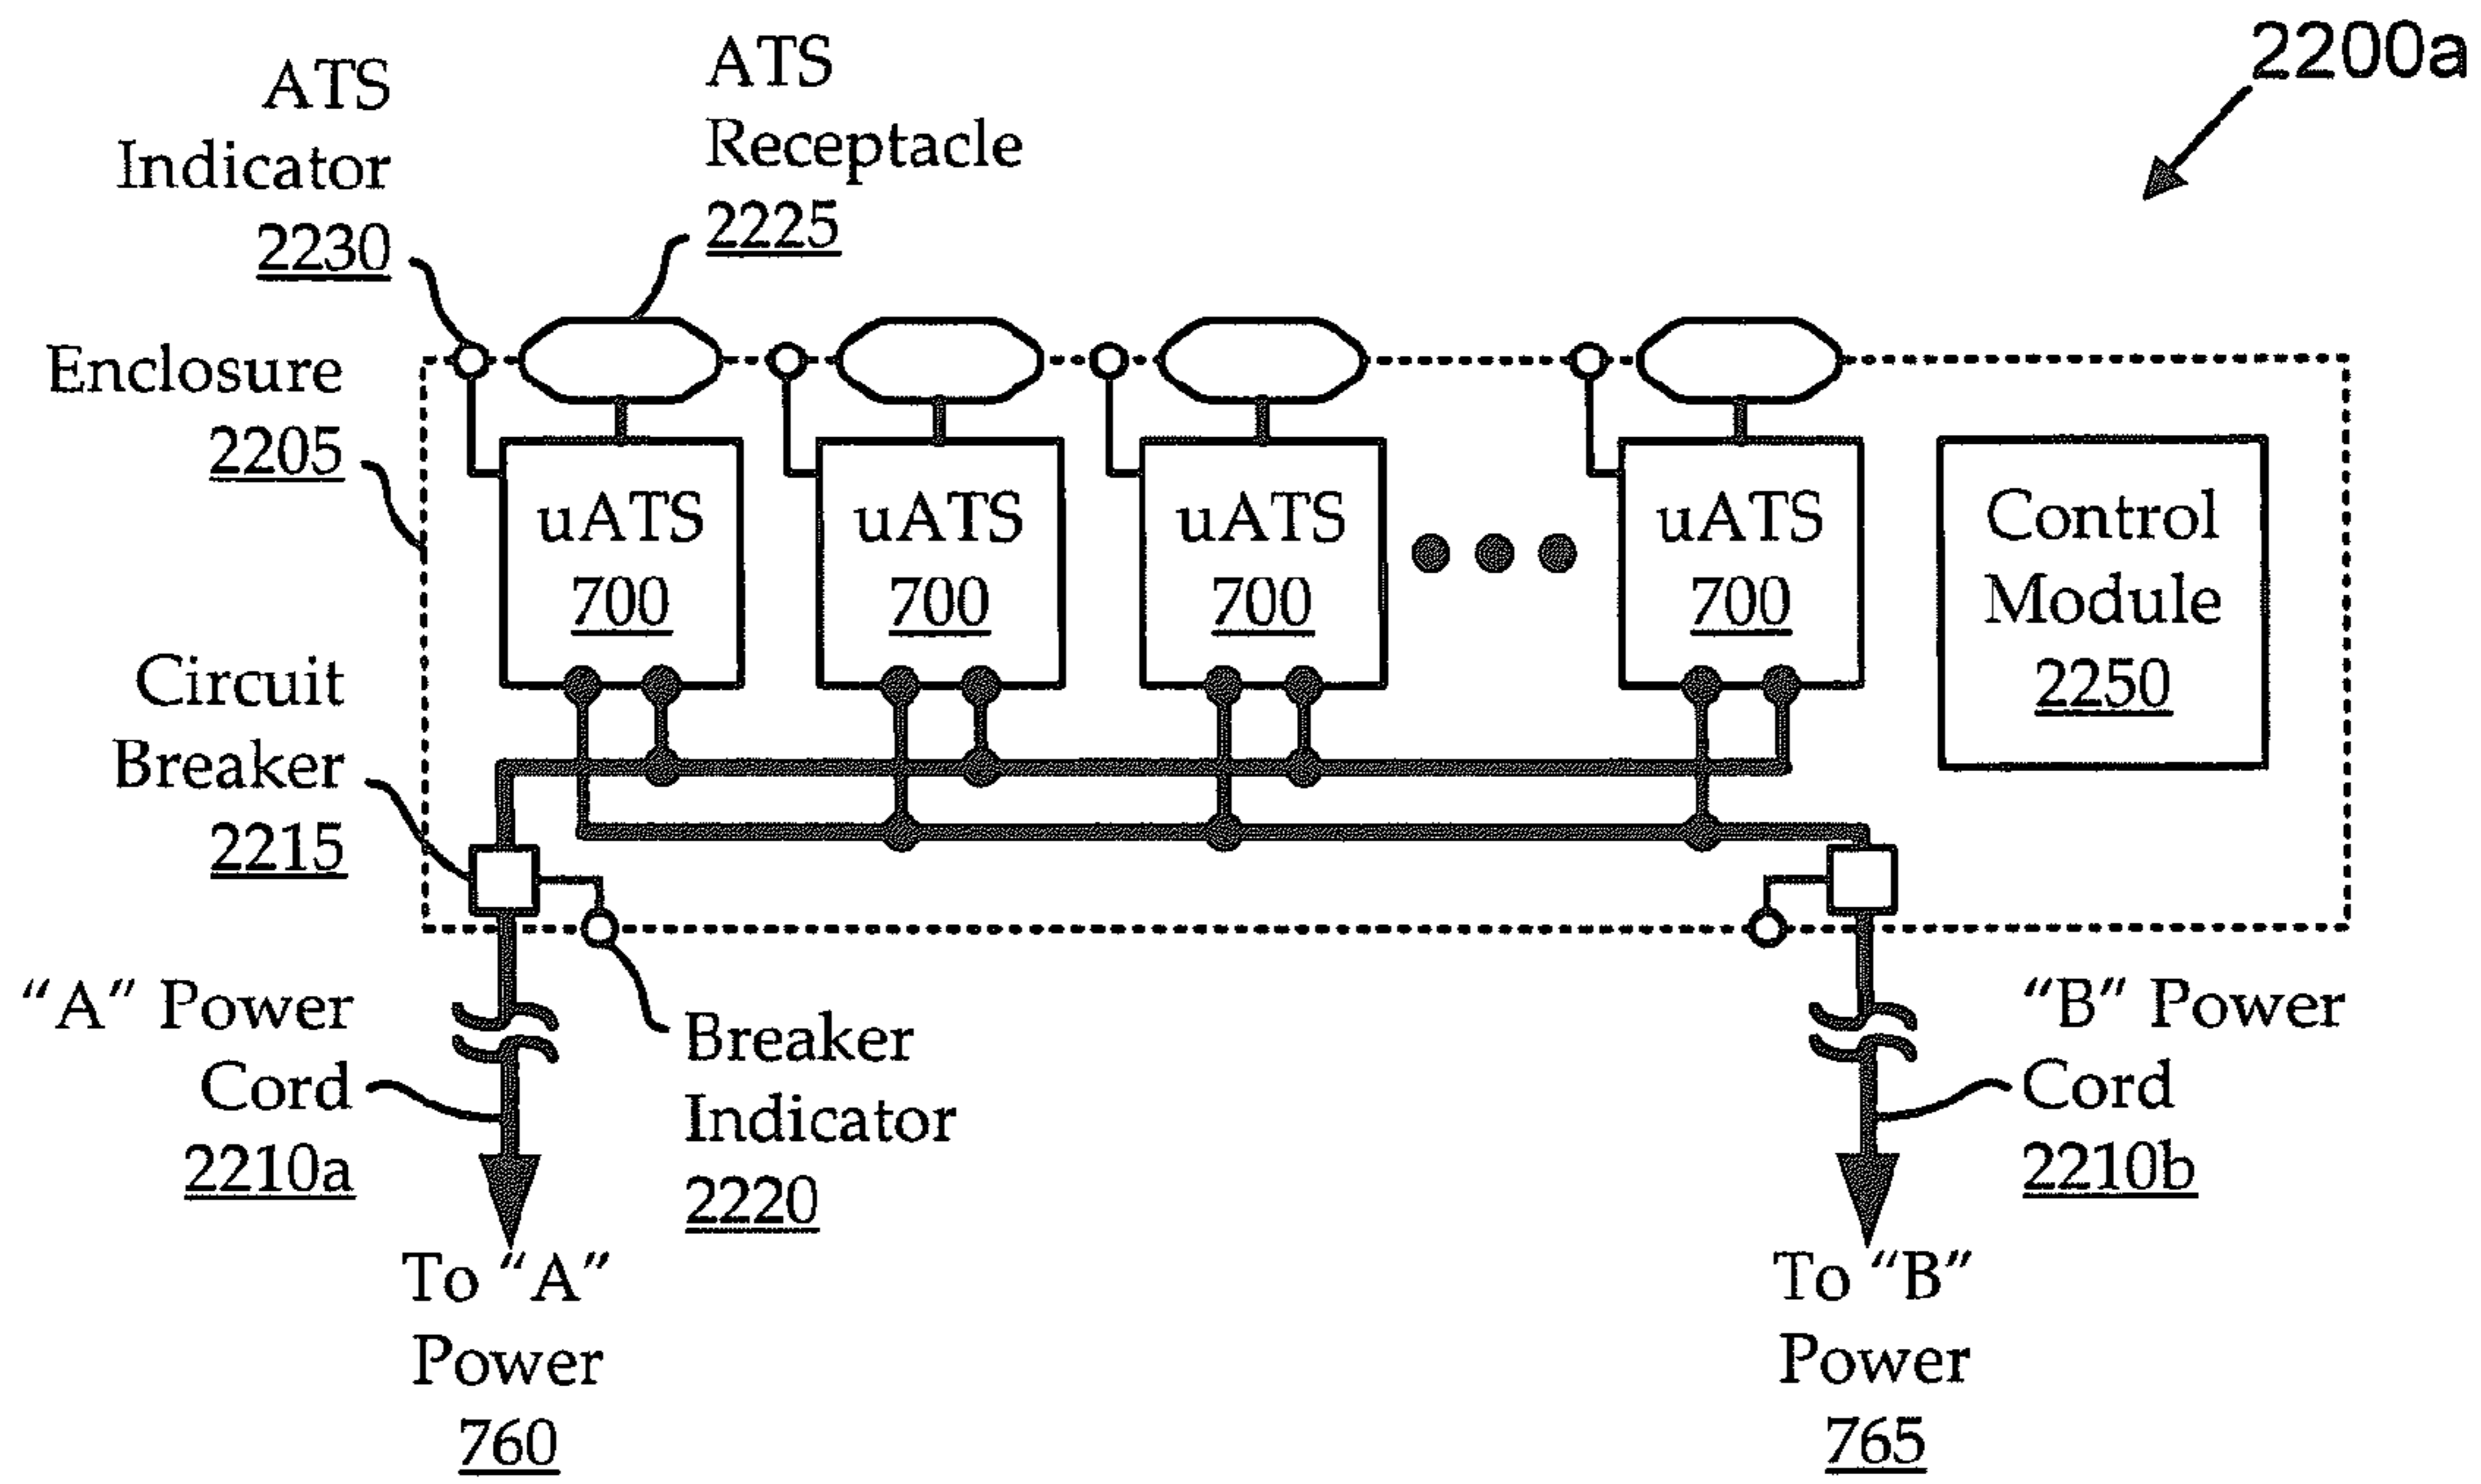 2200a
ATS
Indicator
2230
ATS
Receptacle
2225
Enclosure
2205
uATS
700
uATS
700
uATS
700
uATS
700
Control
Module
2250
Circuit
Breaker
2215
“A” Power
Cord
2210a
Breaker
Indicator
2220
“B” Power
Cord
2210b
To “A”
Power
760
To “B”
Power
765